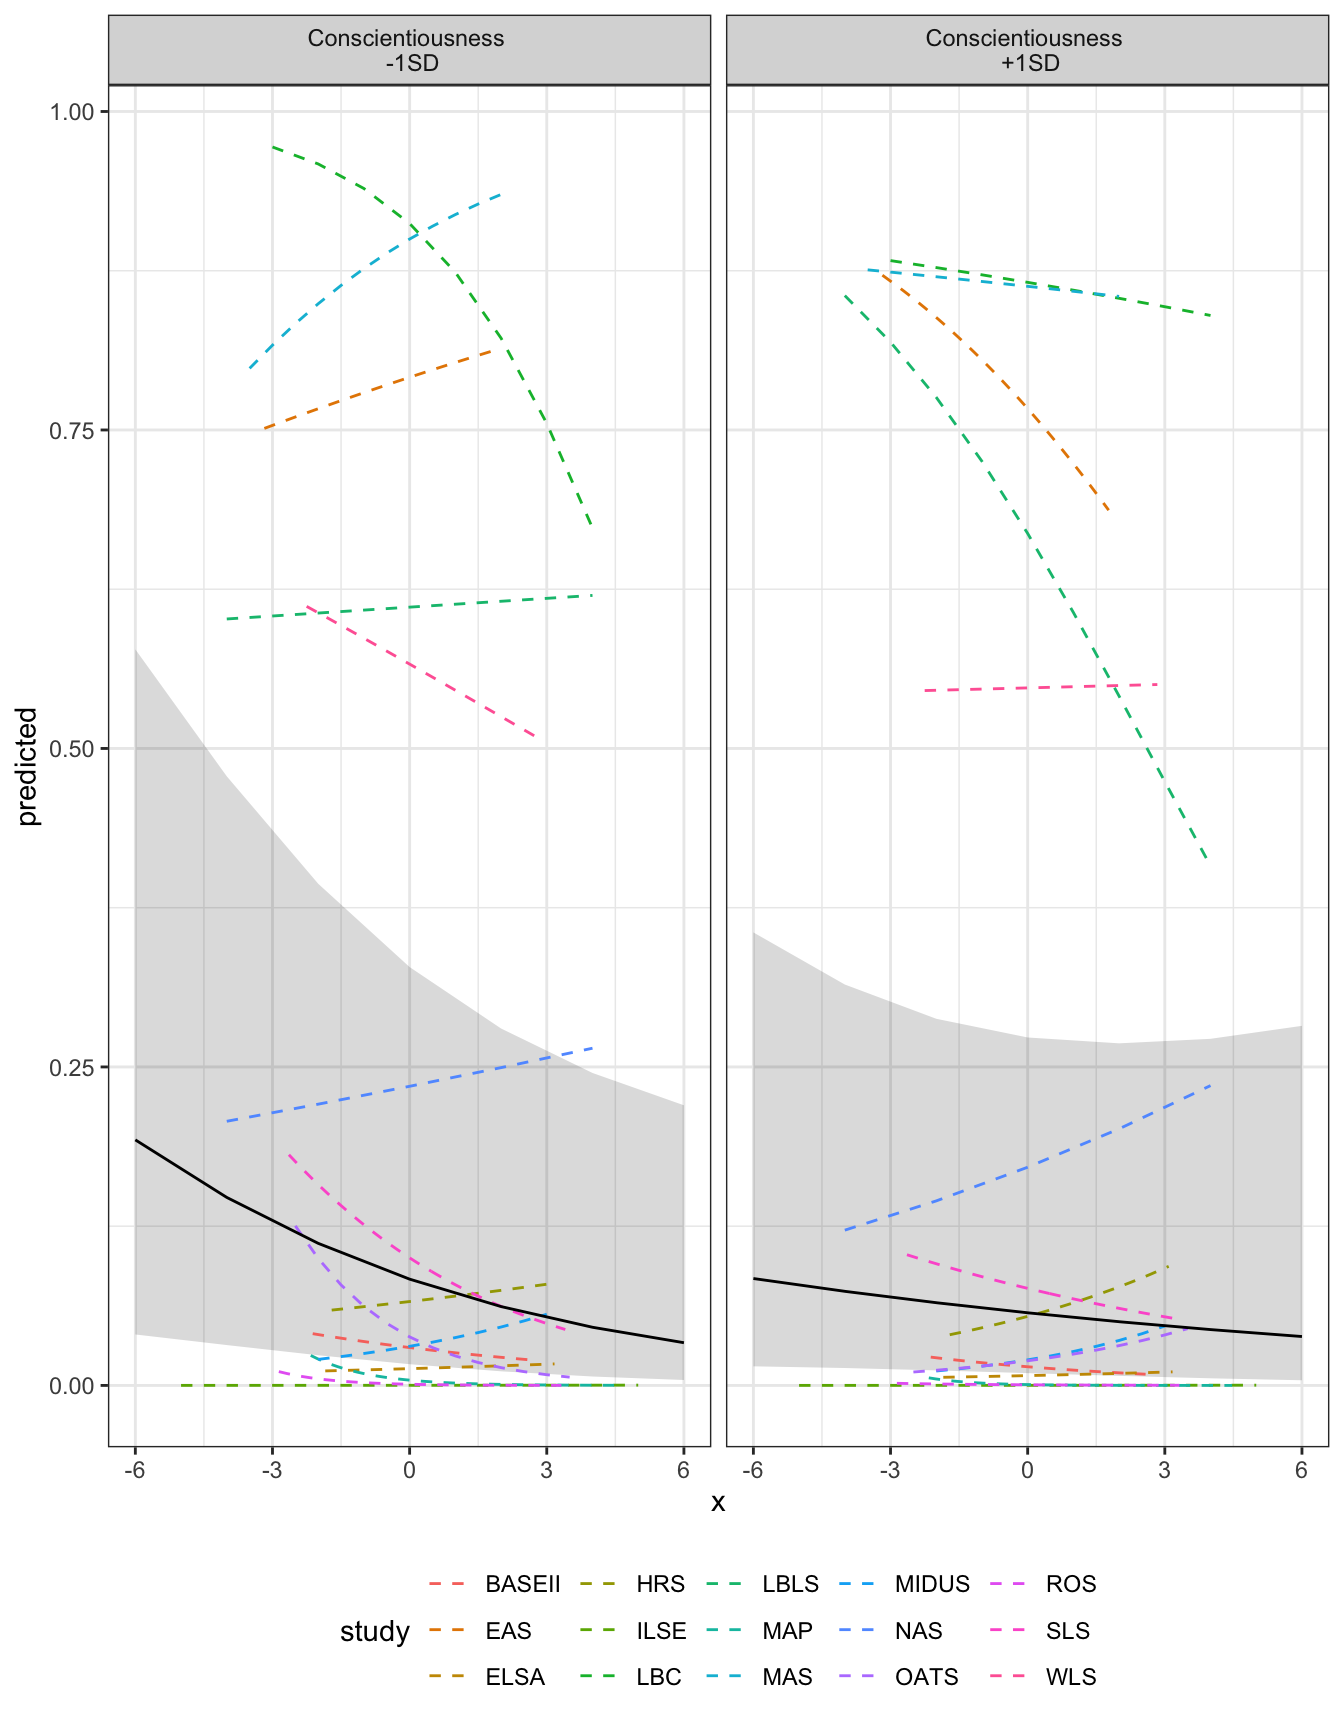 Conscientiousness
-1SD
Conscientiousness
+1SD
1.00
0.75
0.50
0.25
0.00
predicted
-6 -3 0 3 6
-6 -3 0 3 6
x
study
BASEII HRS LBLS MIDUS ROS
EAS ILSE MAP NAS SLS
ELSA LBC MAS OATS WLS